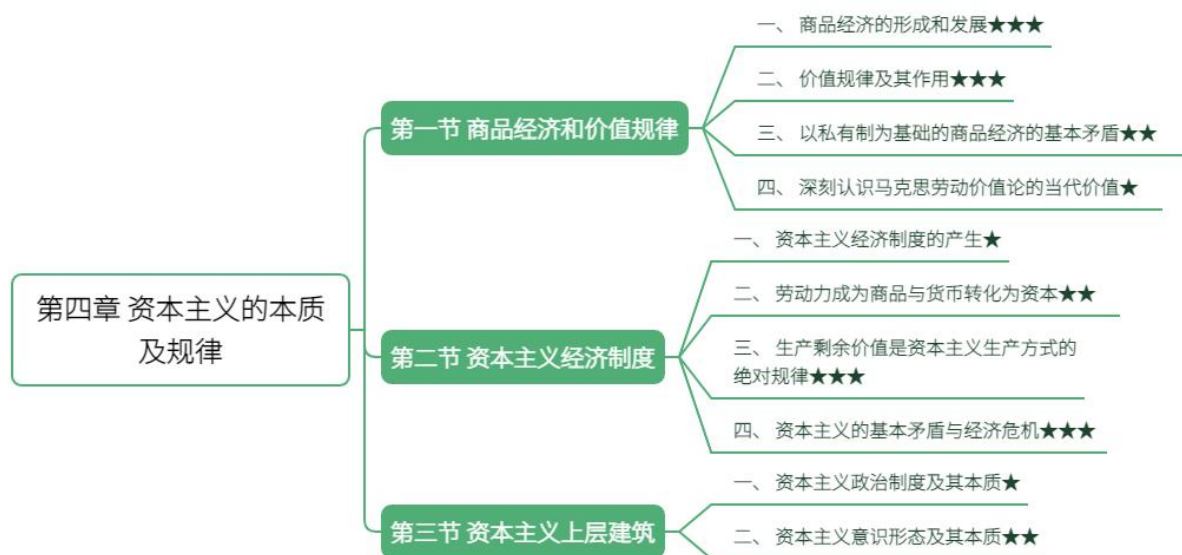 第四章 资本主义的本质
及规律
第一节 商品经济和价值规律
一、 商品经济的形成和发展★★★
二、 价值规律及其作用★★★
三、 以私有制为基础的商品经济的基本矛盾★★
四、 深刻认识马克思劳动价值论的当代价值★
第二节 资本主义经济制度
一、 资本主义经济制度的产生★
二、 劳动力成为商品与货币转化为资本★★
三、 生产剩余价值是资本主义生产方式的
绝对规律★★★
四、 资本主义的基本矛盾与经济危机★★★
第三节 资本主义上层建筑
一、 资本主义政治制度及其本质★
二、 资本主义意识形态及其本质★★